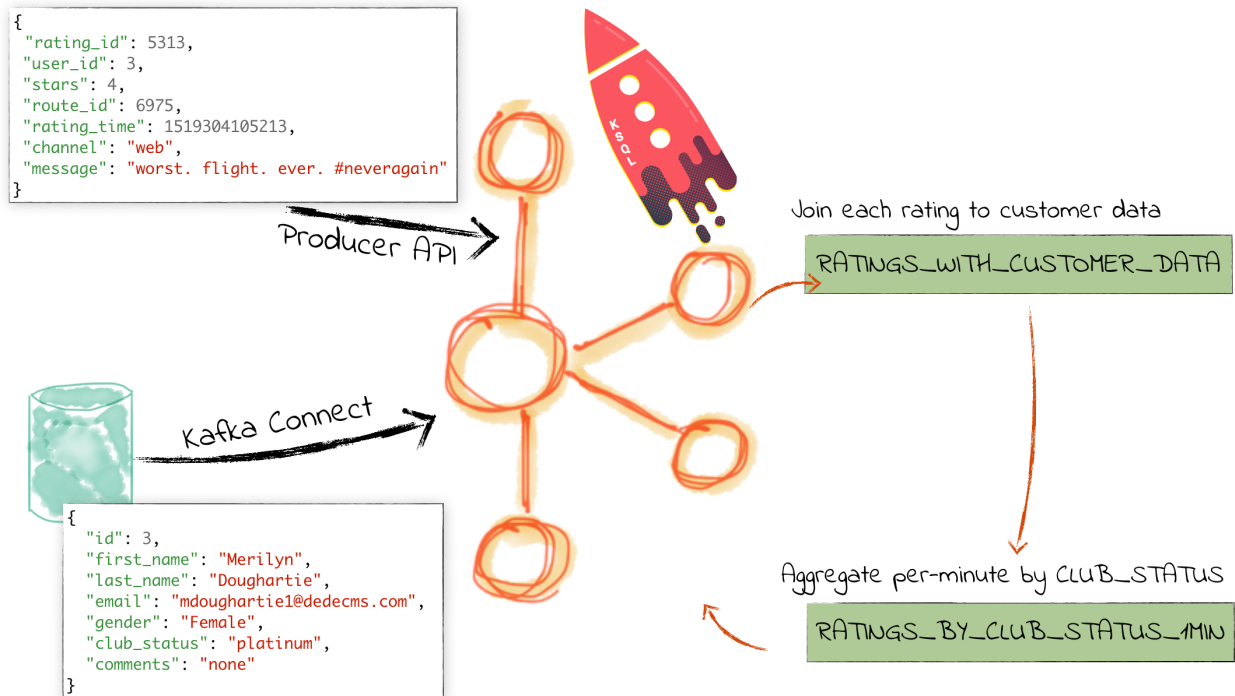 {
"rating_id": 5313,
"user_id": 3,
"stars": 4,
"route_id": 6975,
"rating_time": 1519304105213,
"channel": "web",
"message": "worst. flight. ever. #neveragain"
}
Producer API
KSQL
Join each rating to customer data
RATINGS_WITH_CUSTOMER_DATA
Kafka Connect
{
"id": 3,
"first_name": "Merilyn",
"last_name": "Doughartie",
"email": "mdoughartie1@dedecms.com",
"gender": "Female",
"club_status": "platinum",
"comments": "none"
}
Aggregate per-minute by CLUB_STATUS
RATINGS_BY_CLUB_STATUS_1MIN